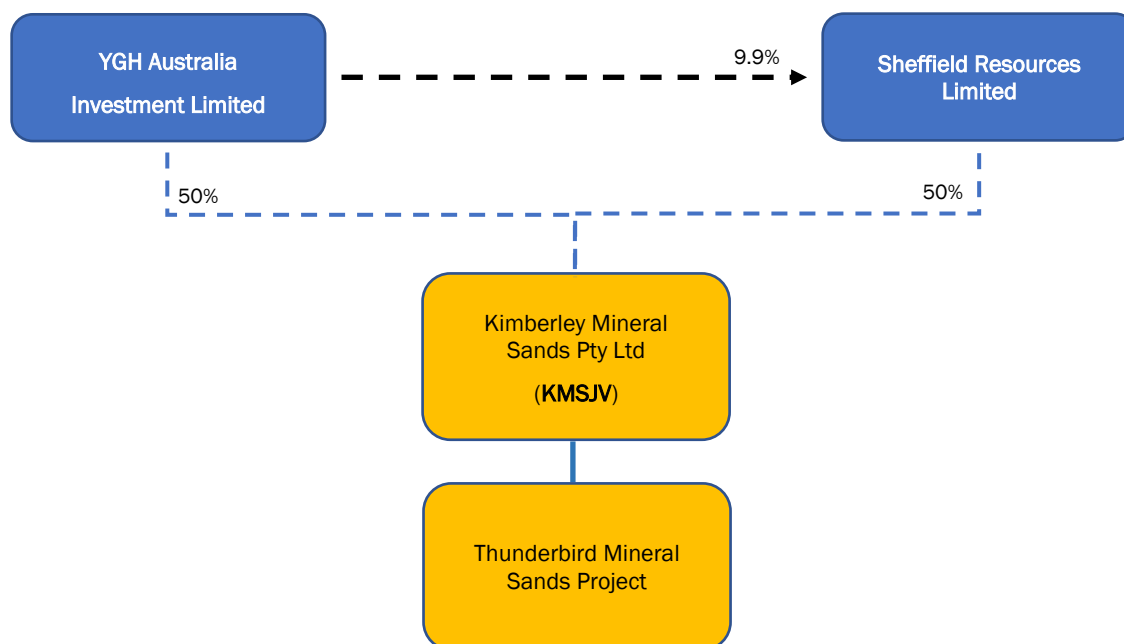 YGH Australia
Investment Limited
9.9%
Sheffield Resources
Limited
50%
50%
Kimberley Mineral
Sands Pty Ltd
(KMSJV)
Thunderbird Mineral
Sands Project